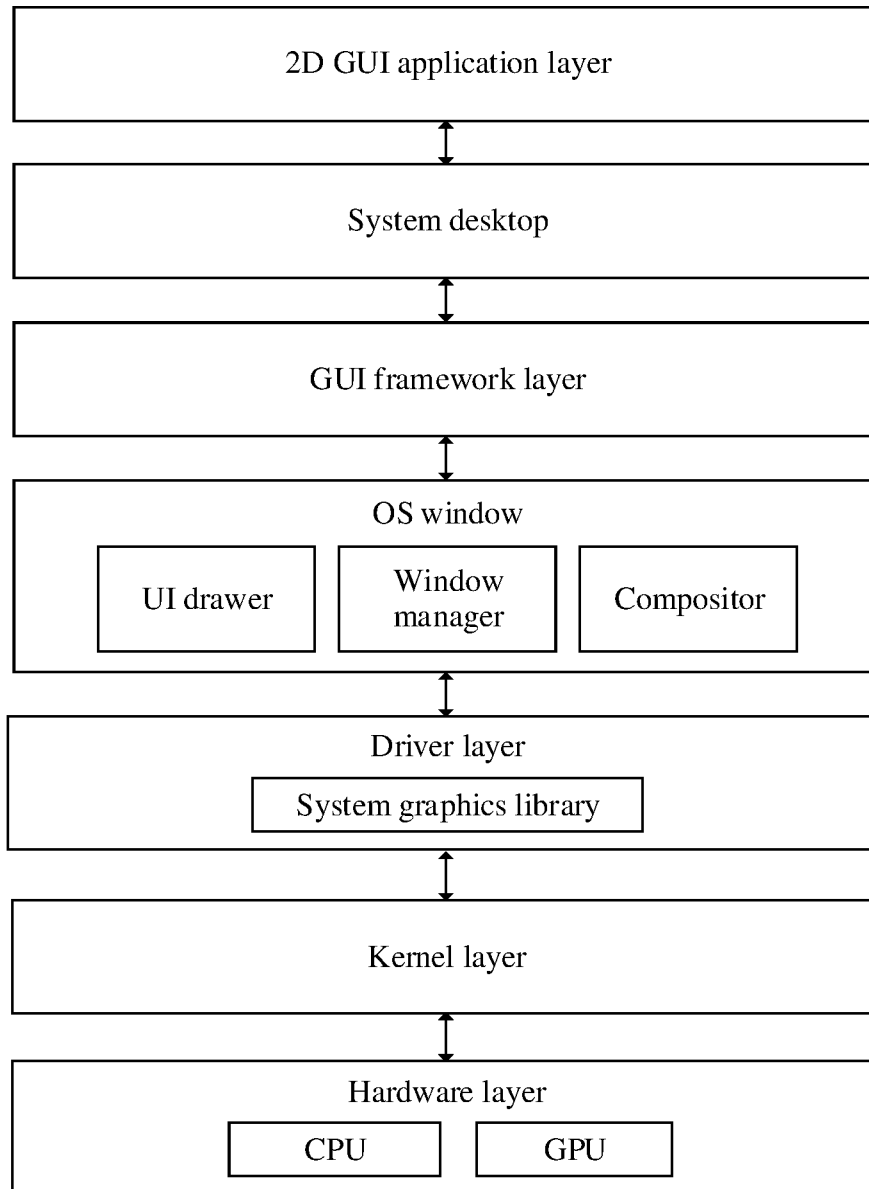 2D GUI application layer
System desktop
GUI framework layer
OS window
UI drawer
Window
manager
Compositor
Driver layer
System graphics library
Kernel layer
Hardware layer
CPU
GPU